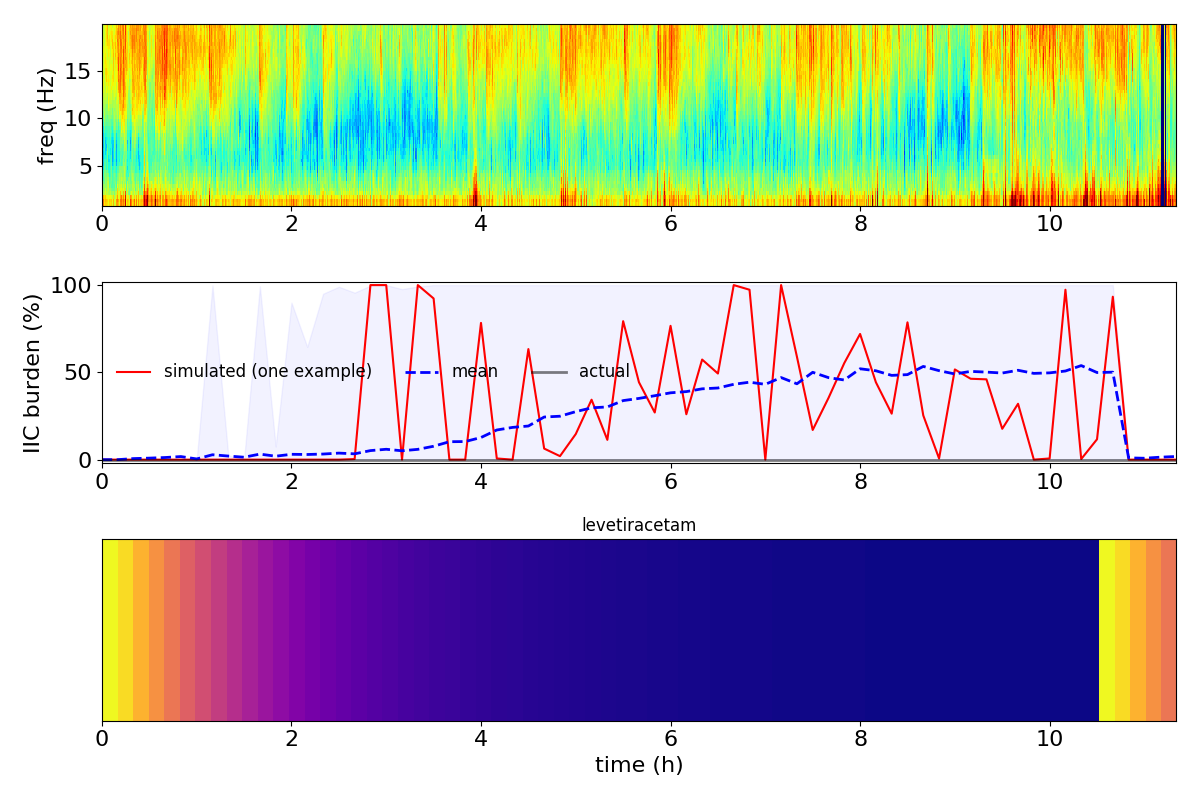 freq (Hz)
15
10
5
0 2 4 6 8 10
IIC burden (%)
100
50
0
simulated (one example) mean actual
0 2 4 6 8 10
levetiracetam
0 2 4 6 8 10
time (h)